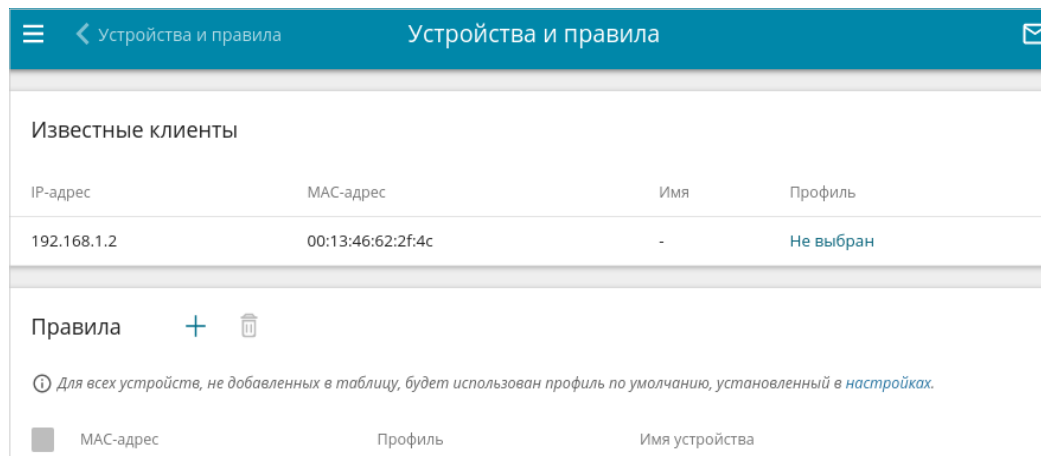 Устройства и правила Устройства и правила
Известные клиенты
IP-адрес MAC-адрес Имя Профиль
192.168.1.2 00:13:46:62:2f:4c - Не выбран
Правила
Для всех устройств, не добавленных в таблицу, будет использован профиль по умолчанию, установленный в настройках.
MAC-адрес Профиль Имя устройства